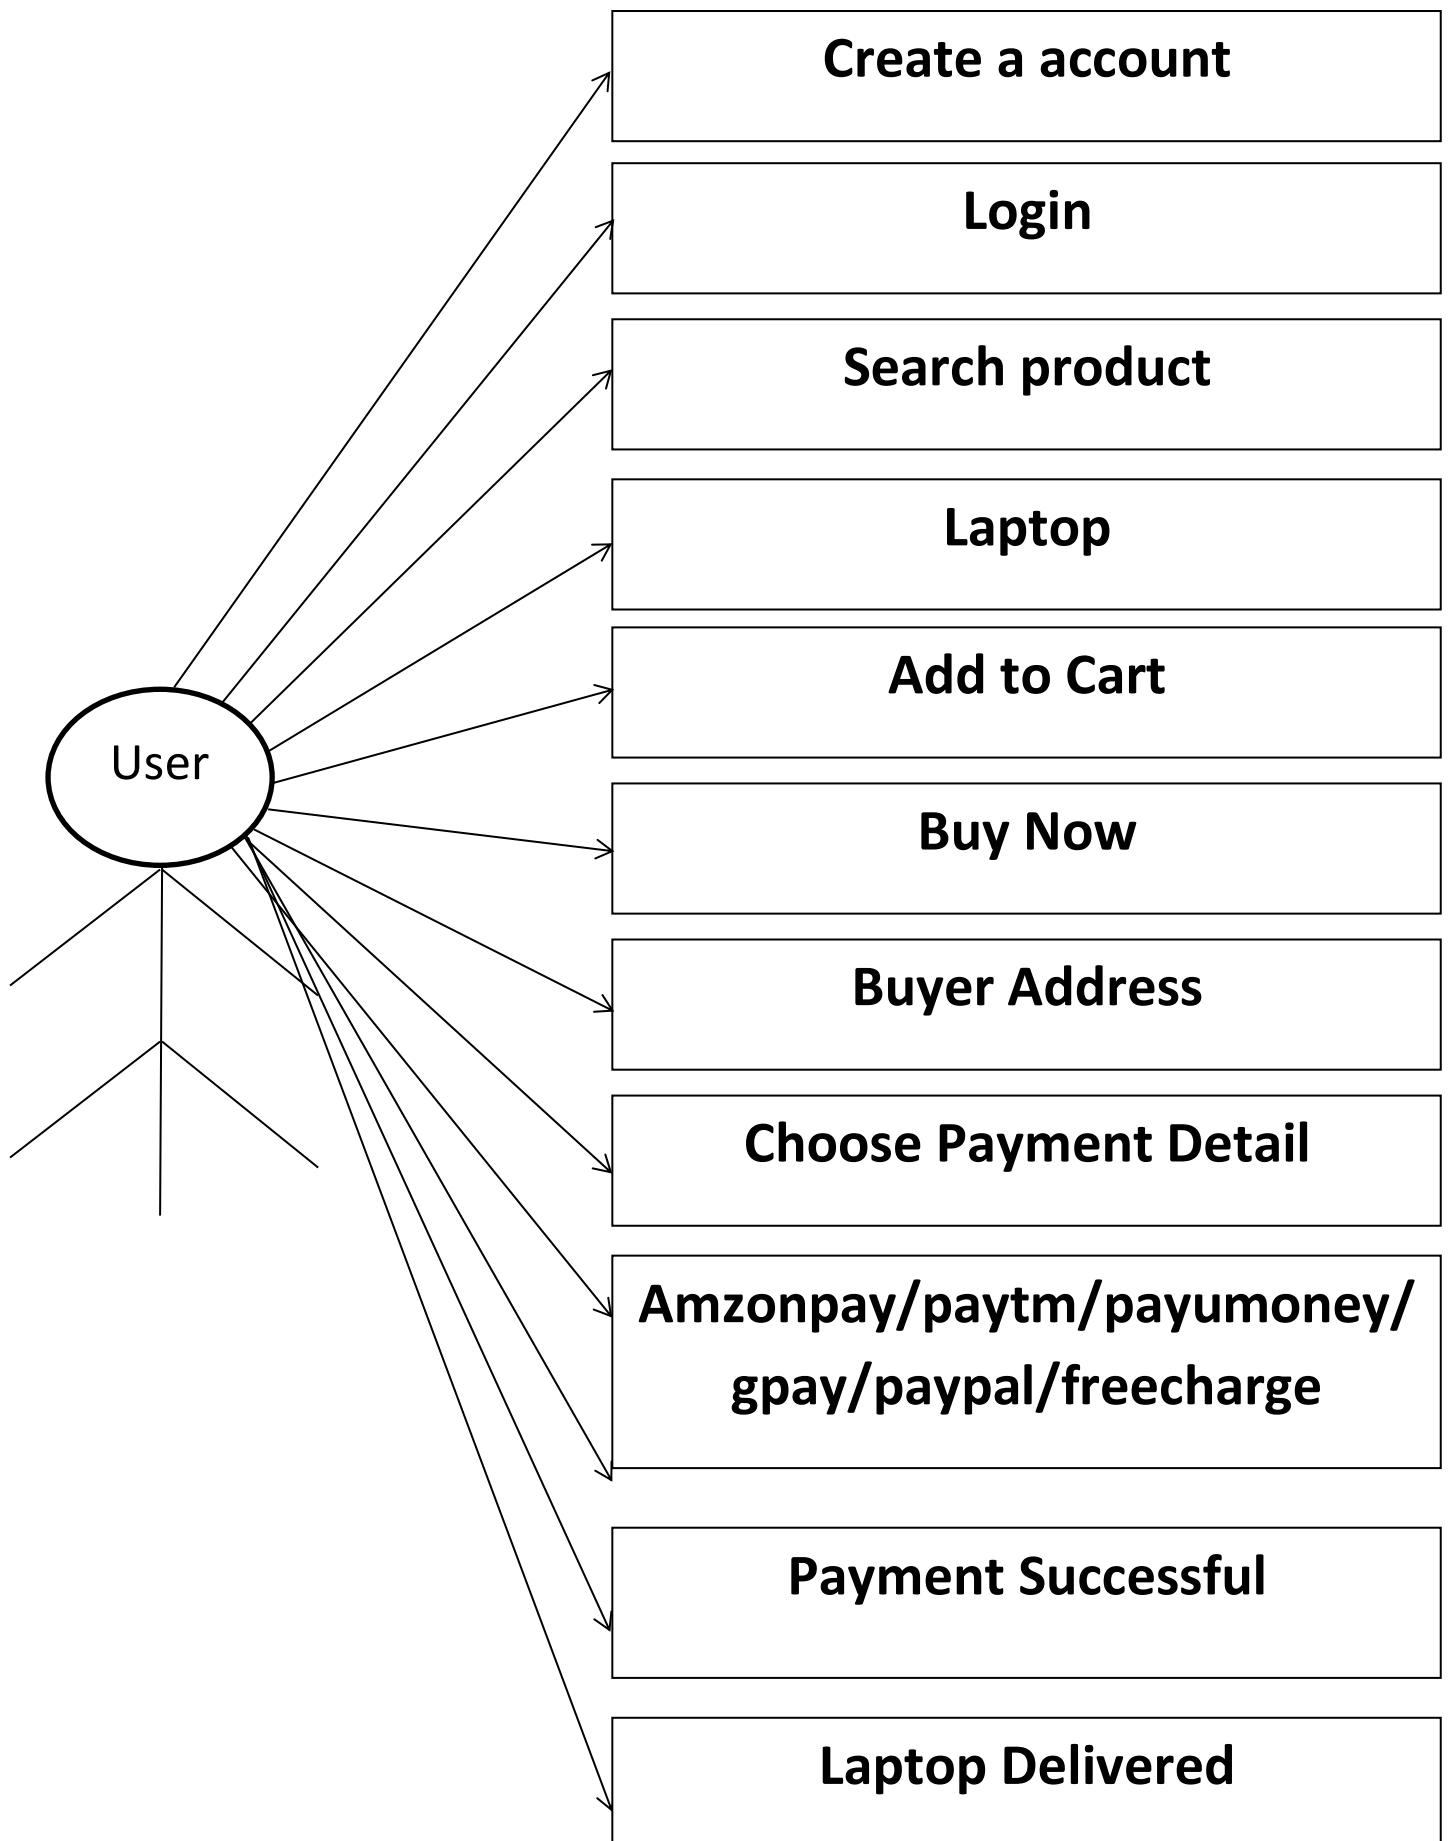 Create a account
Login
Search product
Laptop
Add to Cart
User
Buy Now
Buyer Address
Choose Payment Detail
Amzonpay/paytm/payumoney/
gpay/paypal/freecharge
Payment Successful
Laptop Delivered